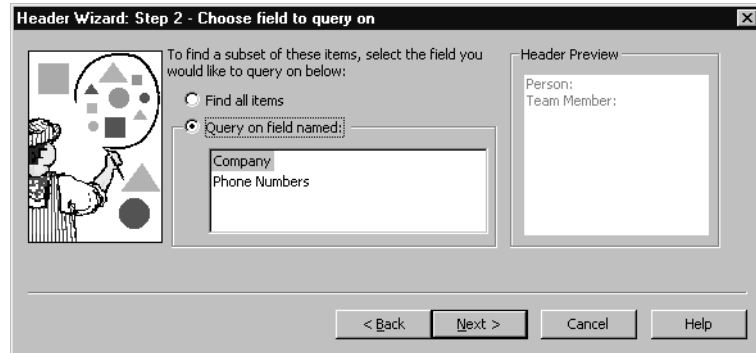 Header Wizard: Step 2 - Choose field to query on
To find a subset of these items, select the field you
would like to query on below:
Find all items
Query on field named:
Company
Phone Numbers
Header Preview
Person:
Team Member:
< Back
Next >
Cancel
Help